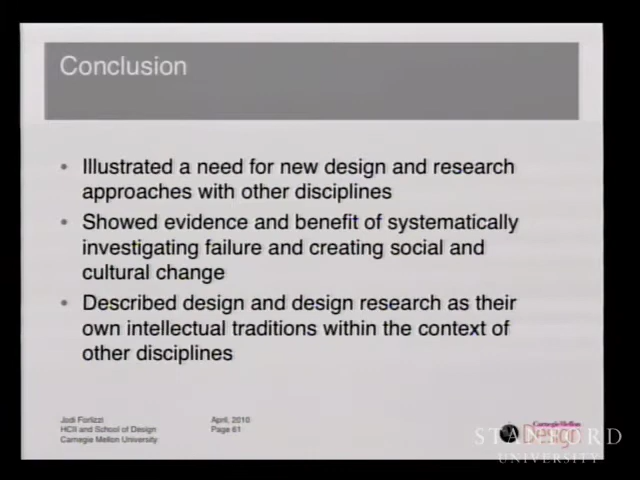 Conclusion
• Illustrated a need for new design and research
approaches with other disciplines
• Showed evidence and benefit of systematically
investigating failure and creating social and
cultural change
• Described design and design research as their
own intellectual traditions within the context of
other disciplines
Jodi Forlizzi
HCII and School of Design
Carnegie Mellon University
April, 2010
Page 61
Carnegie Mellon
Design
STANFORD
UNIVERSITY